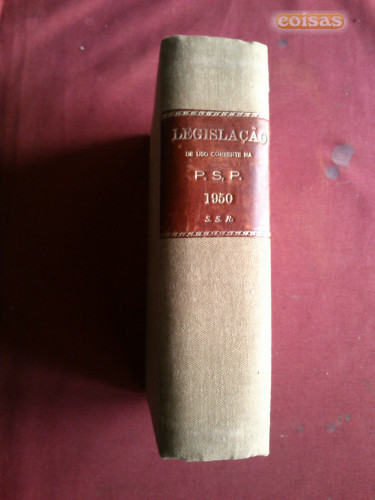 coisas
LEGISLAÇÃO
DE USO CORRENTE NA
P. S. P.
1950
S. S. R.